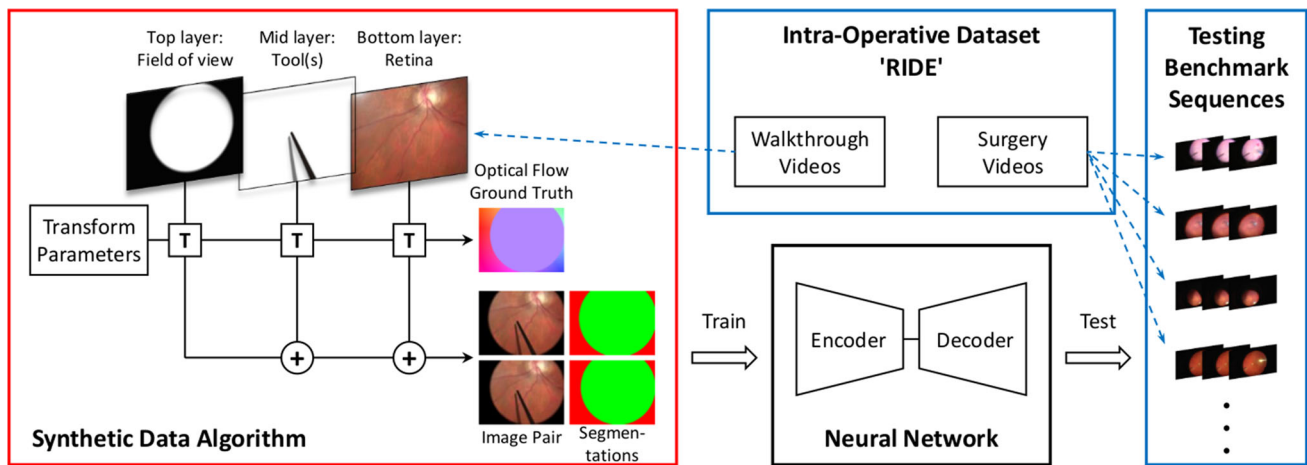 Top layer:
Field of view
Mid layer:
Tool(s)
Bottom layer:
Retina
Optical Flow
Ground Truth
Transform
Parameters
T
T
T
+
+
Image Pair
Segmen-
tations
Synthetic Data Algorithm
Intra-Operative Dataset
'RIDE'
Walkthrough
Videos
Surgery
Videos
Train
Encoder
Decoder
Neural Network
Test
Testing
Benchmark
Sequences